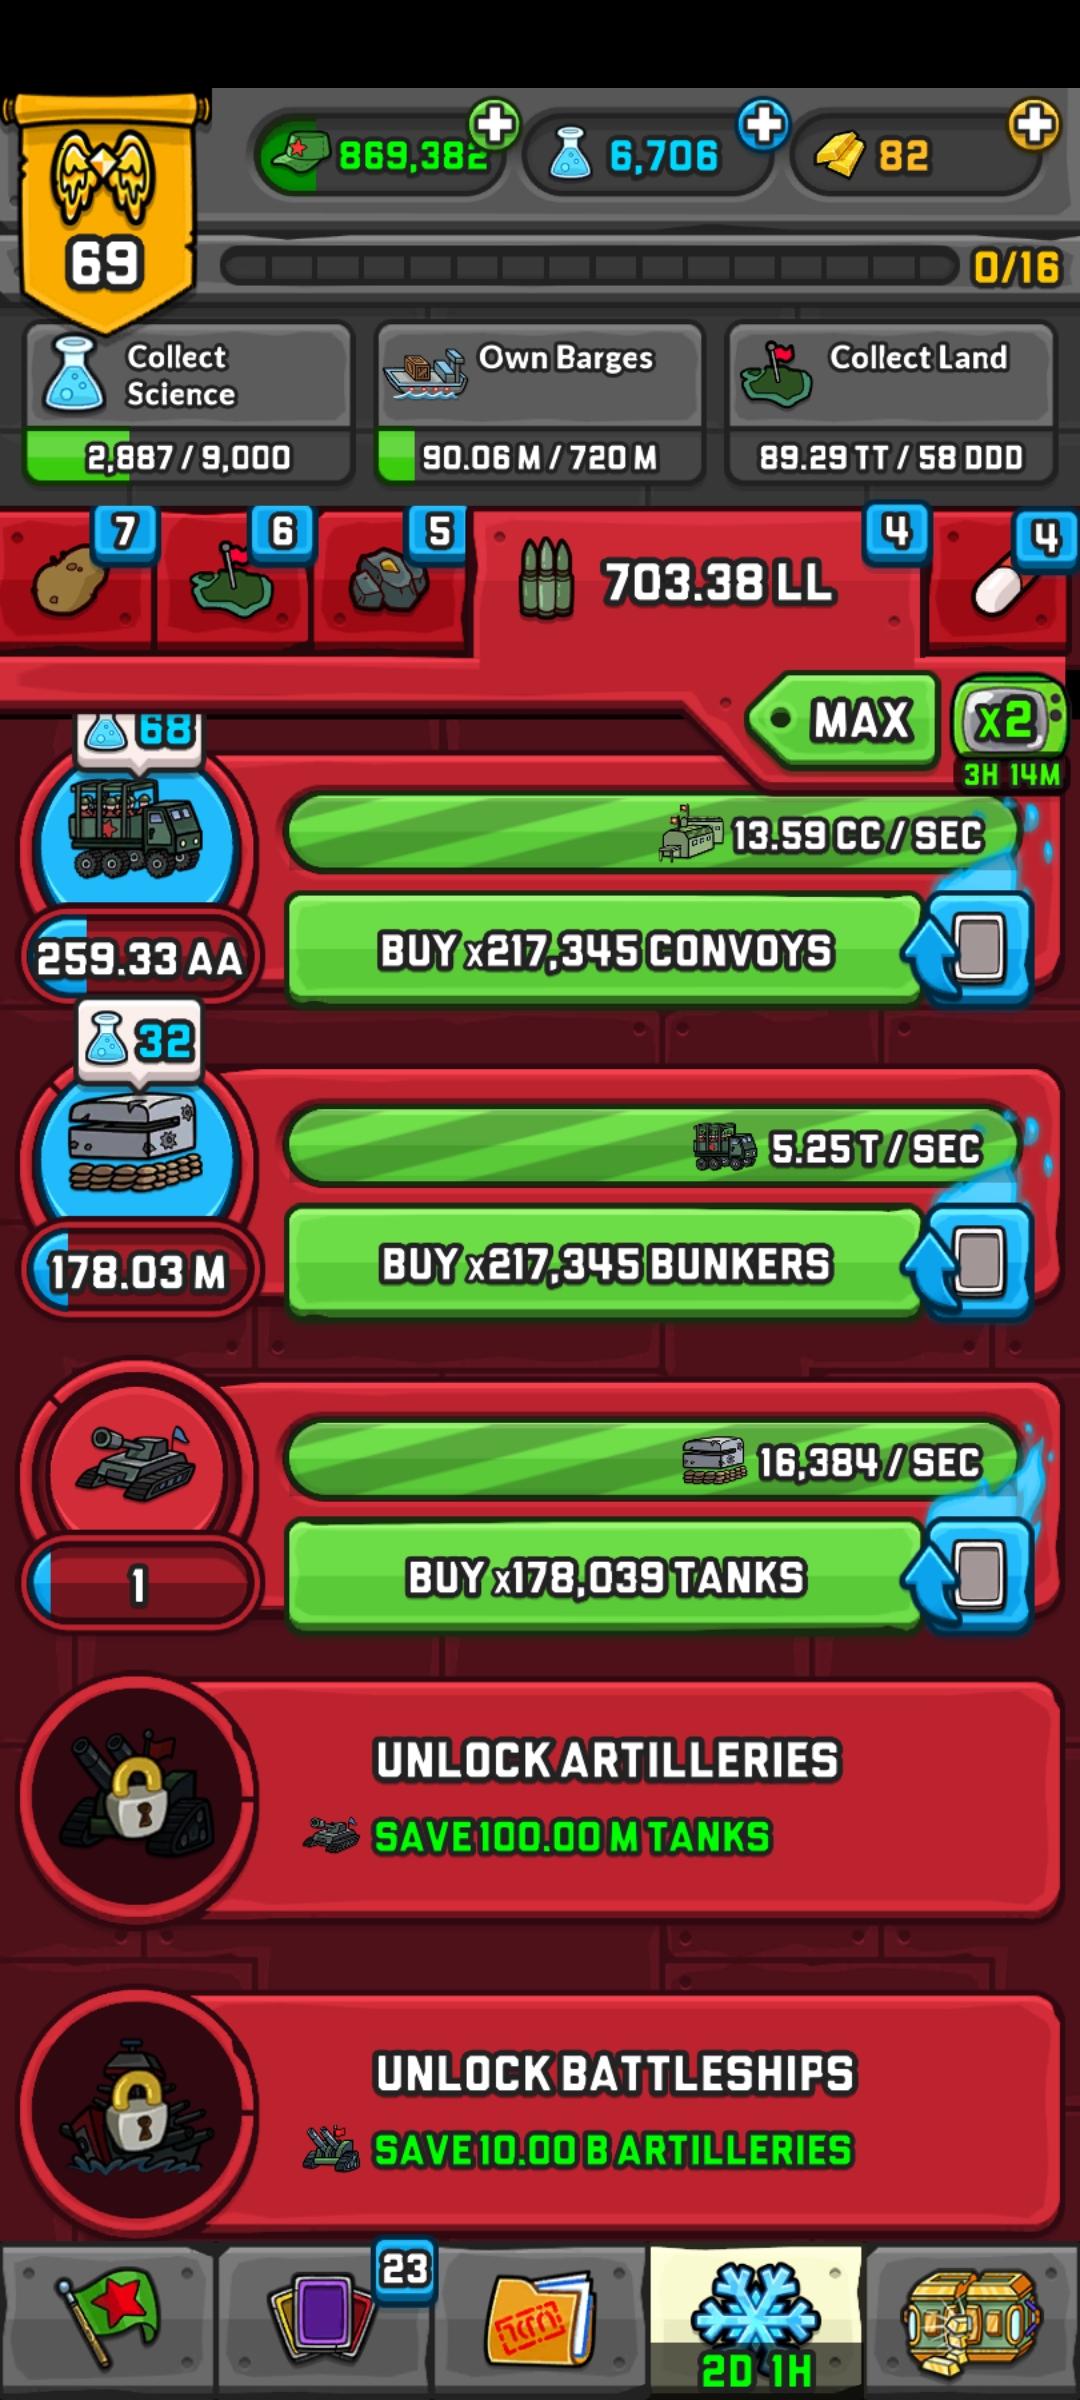 869,382
6,706
82
69
0/16
Collect
Science
2,887 / 9,000
Own Barges
90.06 M / 720 M
Collect Land
89.29 TT / 58 DDD
7
6
5
703.38 LL
4
4
MAX
x2
3H 14M
68
13.59 CC / SEC
BUY x217,345 CONVOYS
259.33 AA
32
5.25 T / SEC
BUY x217,345 BUNKERS
178.03 M
16,384 / SEC
BUY x178,039 TANKS
1
UNLOCK ARTILLERIES
SAVE 100.00 M TANKS
UNLOCK BATTLESHIPS
SAVE 10.00 B ARTILLERIES
23
2D 1H